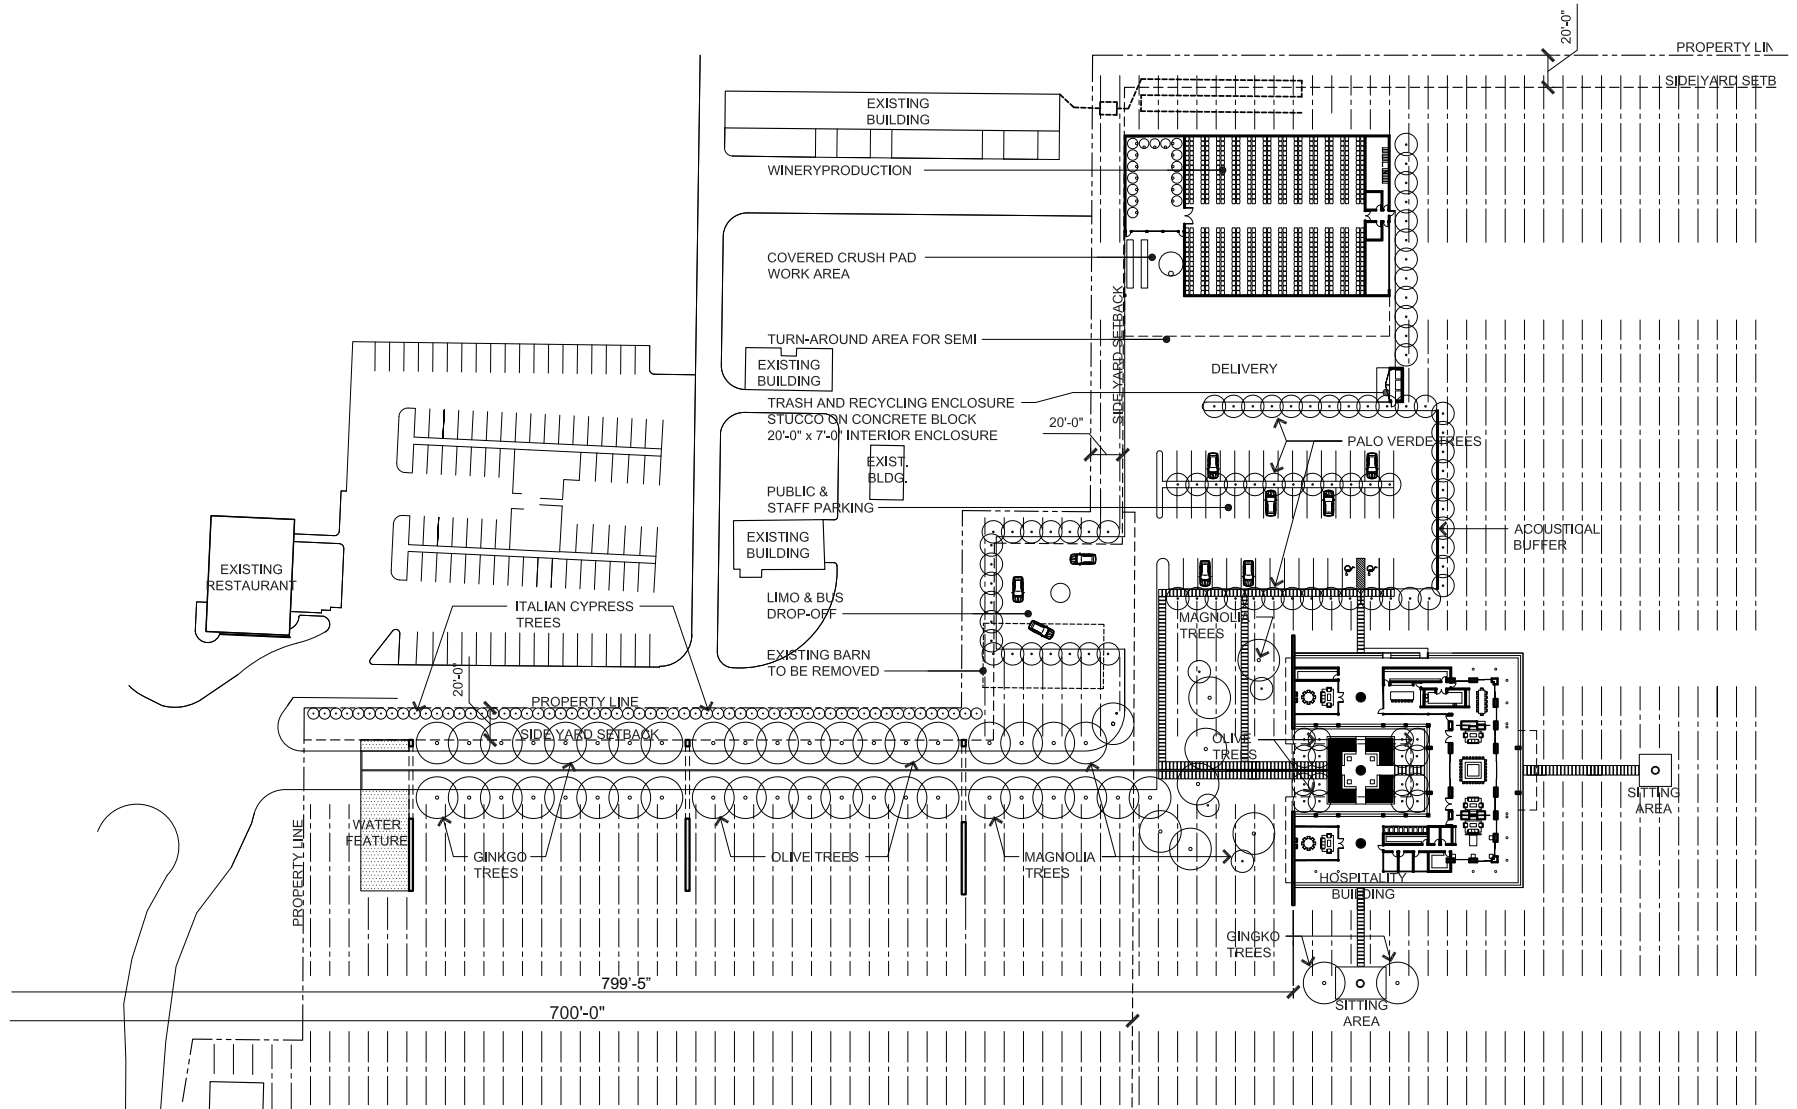 20'-0"
PROPERTY LIN
SIDE YARD SETB
EXISTING
BUILDING
WINERYPRODUCTION
COVERED CRUSH PAD
WORK AREA
SIDE YARD SETBACK
TURN-AROUND AREA FOR SEMI
EXISTING
BUILDING
DELIVERY
TRASH AND RECYCLING ENCLOSURE
STUCCO ON CONCRETE BLOCK
20'-0" x 7'-0" INTERIOR ENCLOSURE
20'-0"
PALO VERDE TREES
EXIST.
BLDG.
PUBLIC &
STAFF PARKING
ACOUSTICAL
BUFFER
EXISTING
BUILDING
EXISTING
RESTAURANT
ITALIAN CYPRESS
TREES
LIMO & BUS
DROP-OFF
MAGNOLIA
TREES
EXISTING BARN
TO BE REMOVED
20'-0"
PROPERTY LINE
SIDE YARD SETBACK
OLIVE
TREES
SITTING
AREA
WATER
FEATURE
PROPERTY LINE
GINKGO
TREES
OLIVE TREES
MAGNOLIA
TREES
HOSPITALITY
BUILDING
GINGKO
TREES
799'-5"
700'-0"
SITTING
AREA